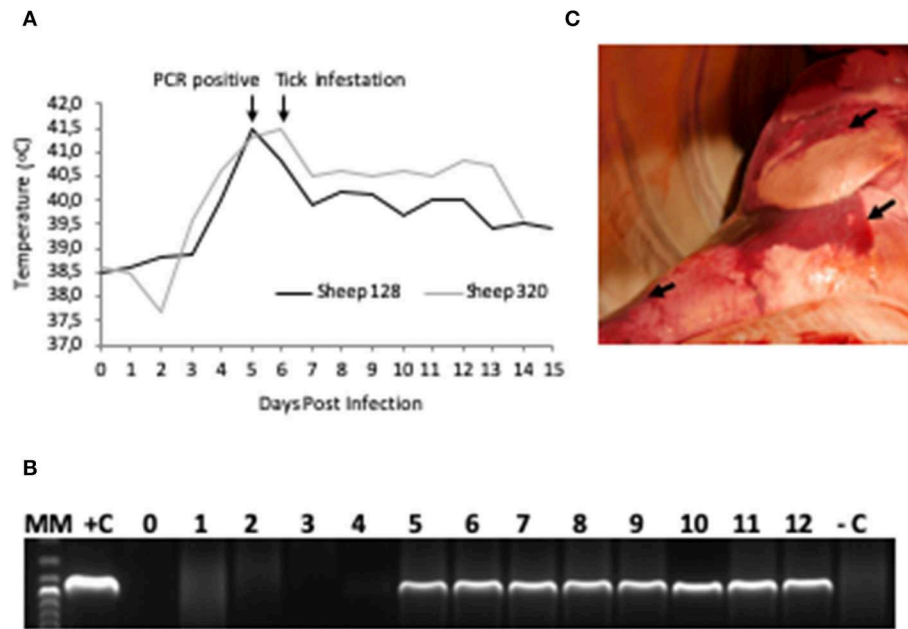 A
PCR positive Tick infestation
42,0
41,5
41,0
40,5
40,0
39,5
39,0
38,5
38,0
37,5
37,0
Temperature (ºC)
Sheep 128 Sheep 320
0 1 2 3 4 5 6 7 8 9 10 11 12 13 14 15
Days Post Infection
C
B
MM +C 0 1 2 3 4 5 6 7 8 9 10 11 12 - C